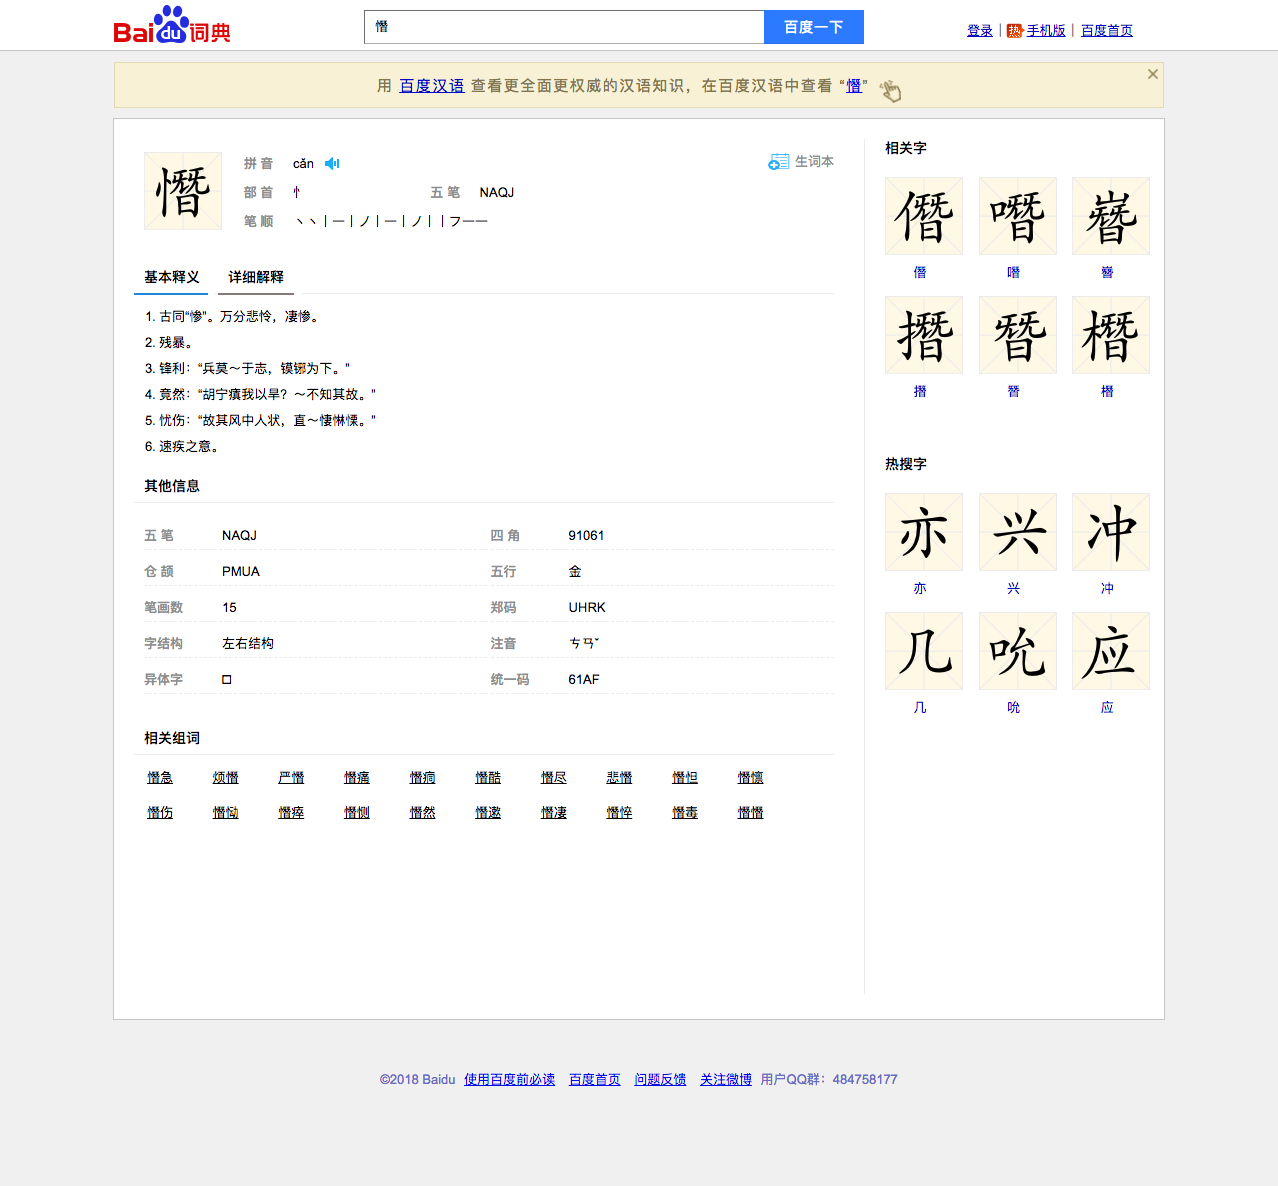 Baidu词典
憯
百度一下
登录 | 热 手机版 | 百度首页
用 百度汉语 查看更全面更权威的汉语知识，在百度汉语中查看 “憯”
憯
拼 音 cǎn
生词本
部 首 忄 五 笔 NAQJ
笔 顺 丶丶丨一丨ノ丨一丨ノ丨丨フ一一
基本释义 详细解释
1. 古同“惨”。万分悲怜，凄惨。
2. 残暴。
3. 锋利：“兵莫～于志，镆铘为下。”
4. 竟然：“胡宁瘨我以旱？～不知其故。”
5. 忧伤：“故其风中人状，直～悽惏慄。”
6. 速疾之意。
其他信息
五 笔 NAQJ 四 角 91061
仓 颉 PMUA 五行 金
笔画数 15 郑码 UHRK
字结构 左右结构 注音 ㄘㄢˇ
异体字 统一码 61AF
相关组词
憯急 烦憯 严憯 憯痛 憯痌 憯酷 憯尽 悲憯 憯怛 憯懔
憯伤 憯恸 憯瘁 憯恻 憯然 憯遬 憯凄 憯悴 憯毒 憯憯
相关字
僭 噆 嶜
僭 噆 嶜
撍 朁 橬
撍 朁 橬
热搜字
亦 兴 冲
亦 兴 冲
几 吮 应
几 吮 应
©2018 Baidu 使用百度前必读 百度首页 问题反馈 关注微博 用户QQ群：484758177